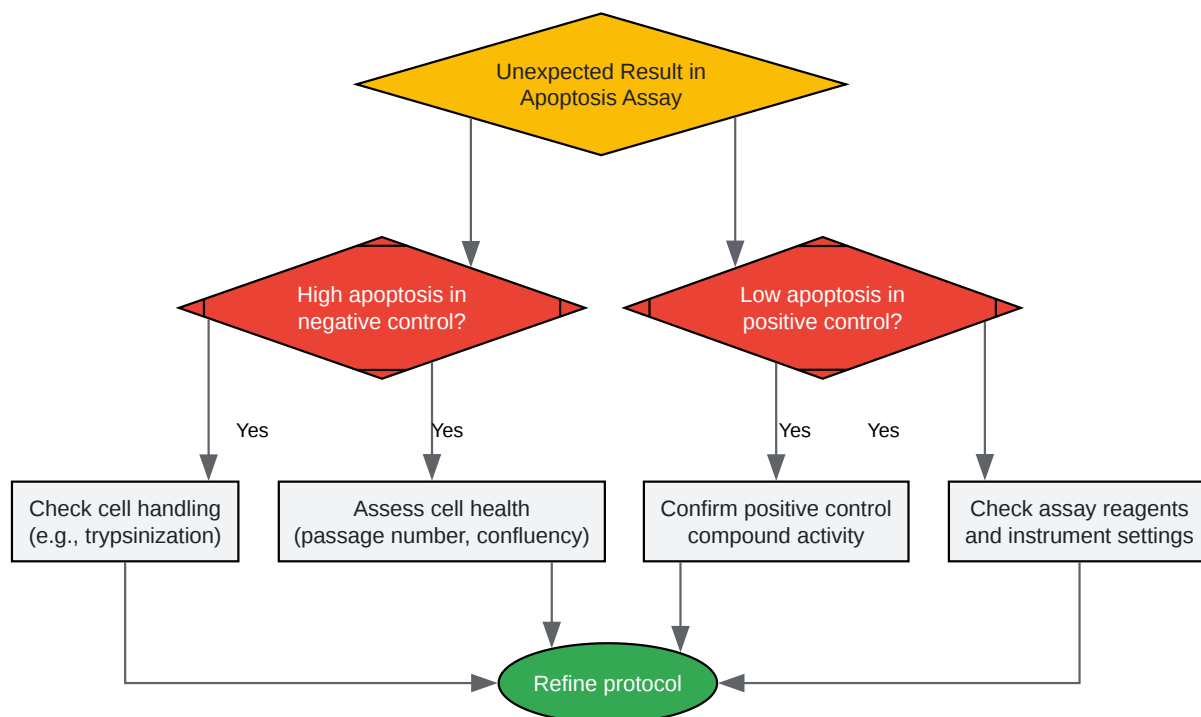 Unexpected Result in
Apoptosis Assay
High apoptosis in
negative control?
Low apoptosis in
positive control?
Yes
Yes
Yes
Yes
Check cell handling
(e.g., trypsinization)
Assess cell health
(passage number, confluency)
Confirm positive control
compound activity
Check assay reagents
and instrument settings
Refine protocol